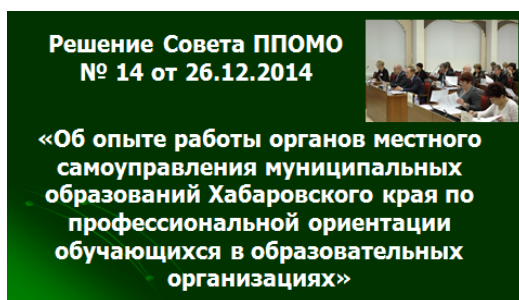 Решение Совета ППОМО
№ 14 от 26.12.2014
«Об опыте работы органов местного
самоуправления муниципальных
образований Хабаровского края по
профессиональной ориентации
обучающихся в образовательных
организациях»